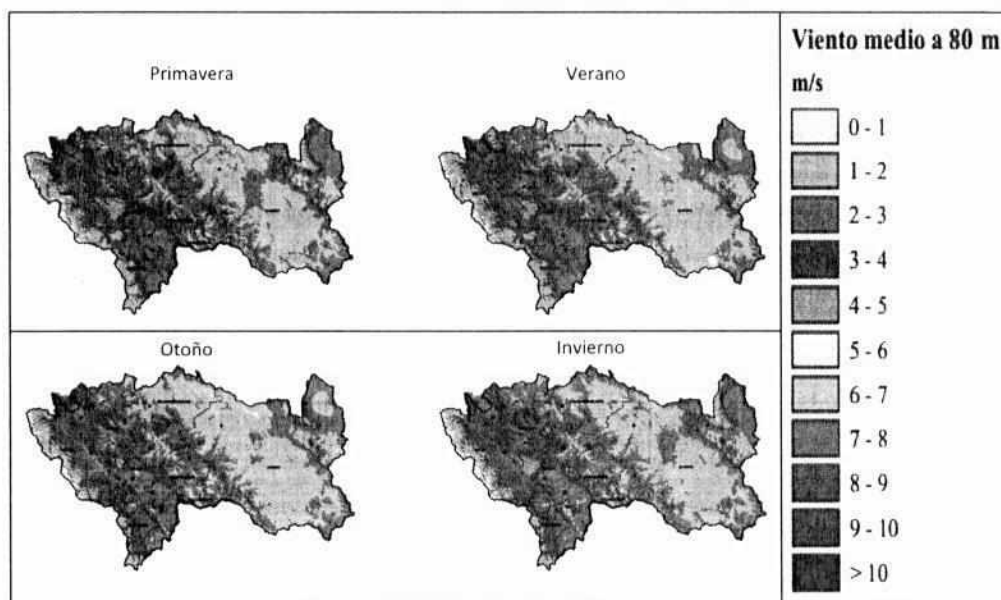 Primavera
Verano
Otoño
Invierno
Viento medio a 80 m
m/s
0 - 1
1 - 2
2 - 3
3 - 4
4 - 5
5 - 6
6 - 7
7 - 8
8 - 9
9 - 10
> 10